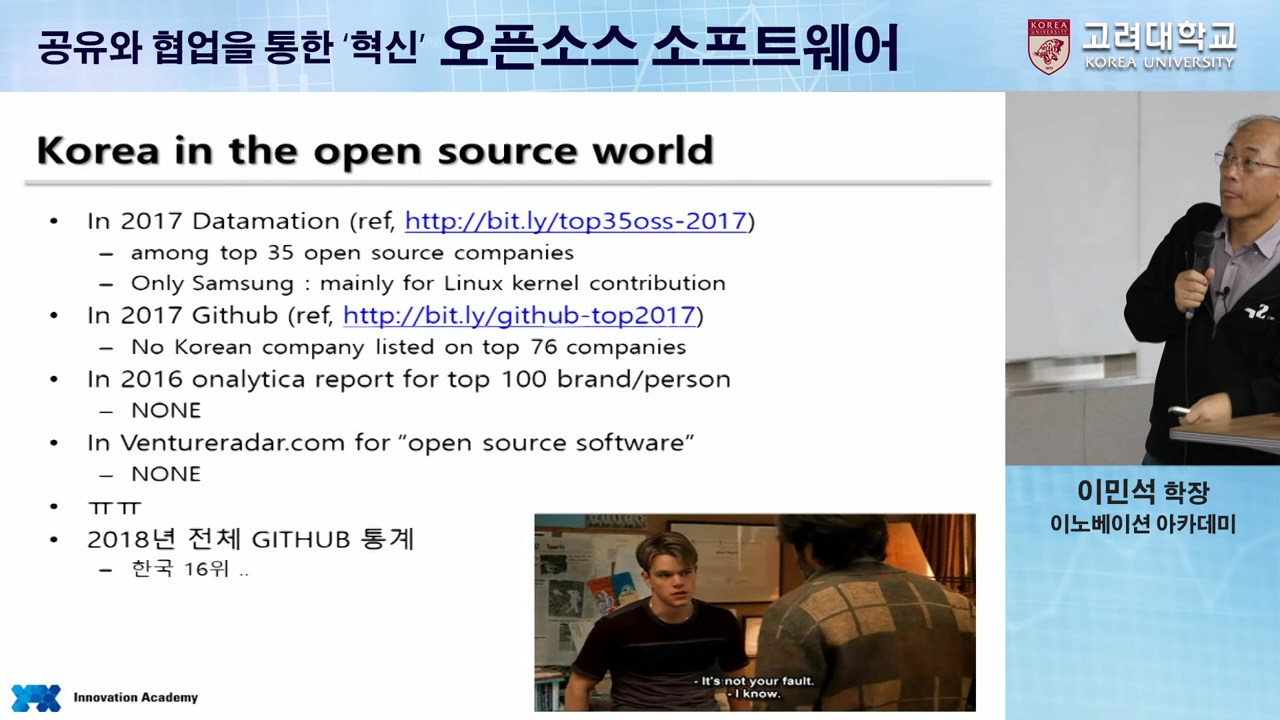 공유와 협업을 통한 ‘혁신’ 오픈소스 소프트웨어
KOREA UNIVERSITY
고려대학교
KOREA UNIVERSITY
Korea in the open source world
• In 2017 Datamation (ref, http://bit.ly/top35oss-2017)
– among top 35 open source companies
– Only Samsung : mainly for Linux kernel contribution
• In 2017 Github (ref, http://bit.ly/github-top2017)
– No Korean company listed on top 76 companies
• In 2016 onalytica report for top 100 brand/person
– NONE
• In Ventureradar.com for “open source software”
– NONE
• ㅠㅠ
• 2018년 전체 GITHUB 통계
– 한국 16위 ..
- It's not your fault.
- I know.
Innovation Academy
이민석 학장
이노베이션 아카데미